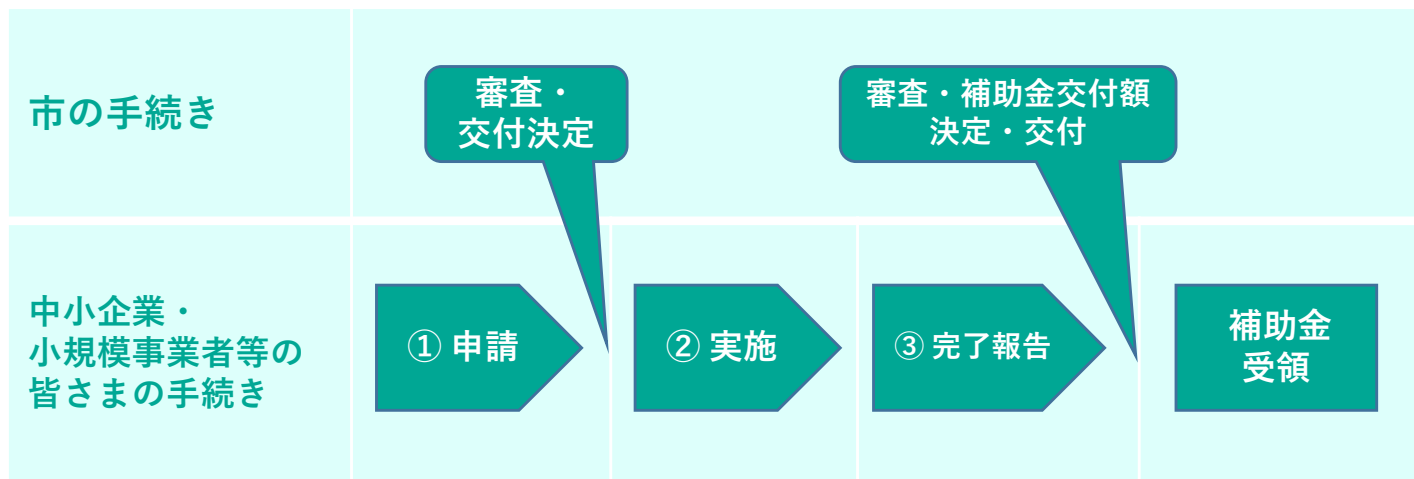 市の手続き
審査・
交付決定
審査・補助金交付額
決定・交付
中小企業・
小規模事業者等の
皆さまの手続き
① 申請
② 実施
③ 完了報告
補助金
受領